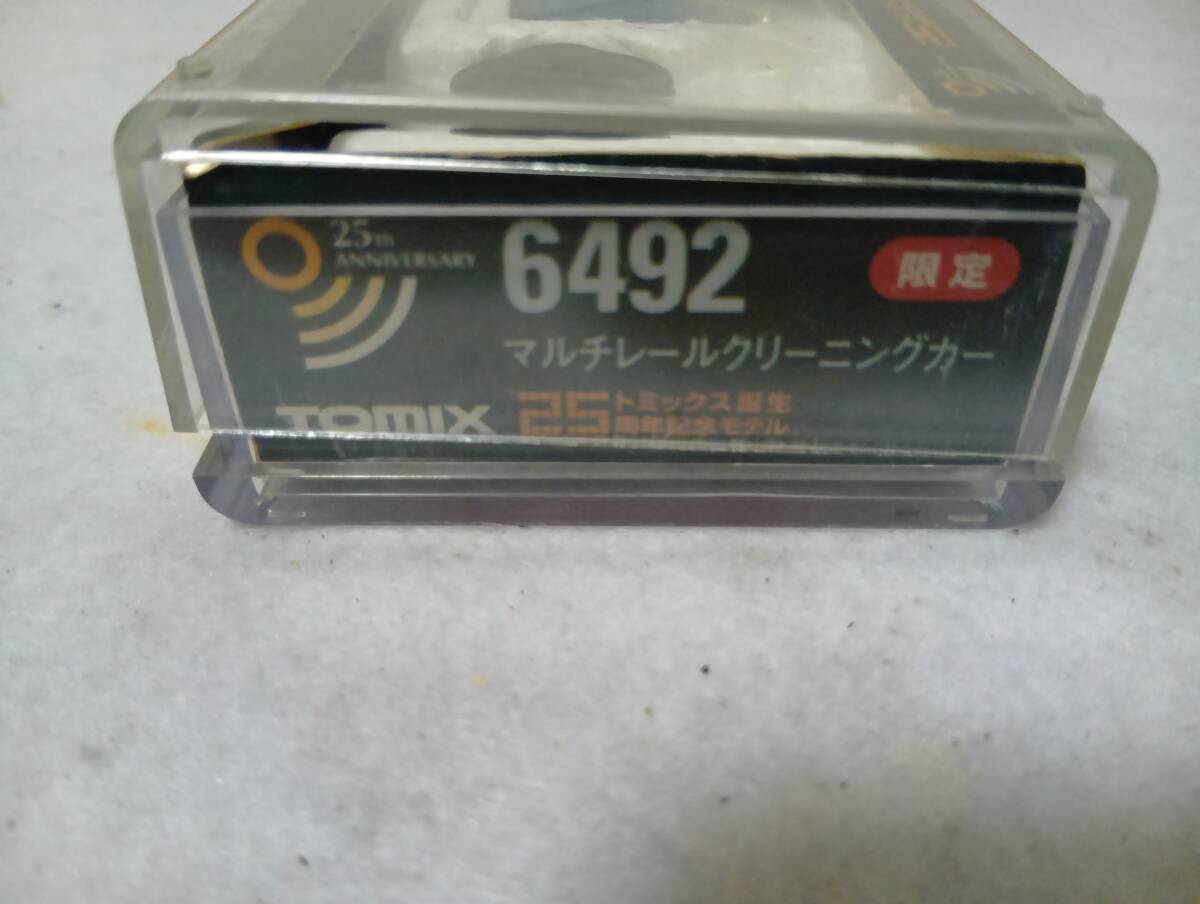 25th
ANNIVERSARY
6492
限定
マルチレールクリーニングカー
TOMIX
25
トミックス誕生
周年記念モデル